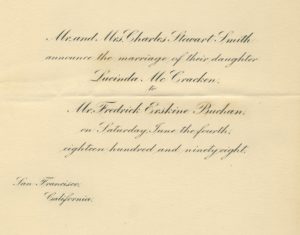 Mr. and Mrs. Charles Stewart Smith
announce the marriage of their daughter
Lucinda McCracken,
to
Mr. Fredrick Erskine Buchan,
on Saturday, June the fourth,
eighteen hundred and ninety eight.
San Francisco,
California.